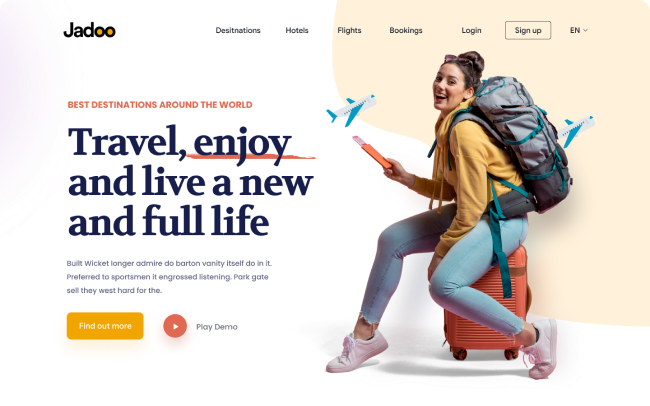 Jadoo
Desitnations Hotels Flights Bookings Login Sign up EN
BEST DESTINATIONS AROUND THE WORLD
Travel, enjoy
and live a new
and full life
Built Wicket longer admire do barton vanity itself do in it.
Preferred to sportsmen it engrossed listening. Park gate
sell they west hard for the.
Find out more
Play Demo